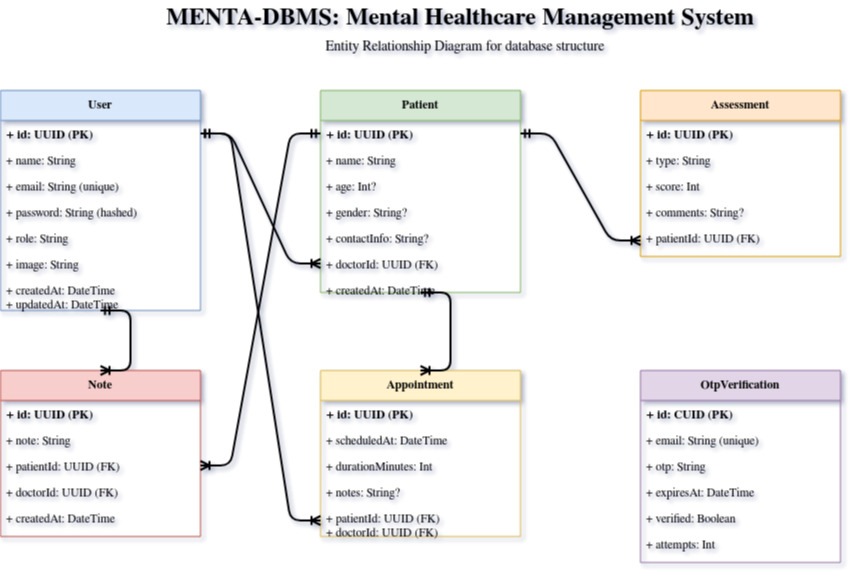 MENTA-DBMS: Mental Healthcare Management System
Entity Relationship Diagram for database structure
User
+ id: UUID (PK)
+ name: String
+ email: String (unique)
+ password: String (hashed)
+ role: String
+ image: String
+ createdAt: DateTime
+ updatedAt: DateTime
Patient
+ id: UUID (PK)
+ name: String
+ age: Int?
+ gender: String?
+ contactInfo: String?
+ doctorId: UUID (FK)
+ createdAt: DateTime
Assessment
+ id: UUID (PK)
+ type: String
+ score: Int
+ comments: String?
+ patientId: UUID (FK)
Note
+ id: UUID (PK)
+ note: String
+ patientId: UUID (FK)
+ doctorId: UUID (FK)
+ createdAt: DateTime
Appointment
+ id: UUID (PK)
+ scheduledAt: DateTime
+ durationMinutes: Int
+ notes: String?
+ patientId: UUID (FK)
+ doctorId: UUID (FK)
OtpVerification
+ id: CUID (PK)
+ email: String (unique)
+ otp: String
+ expiresAt: DateTime
+ verified: Boolean
+ attempts: Int